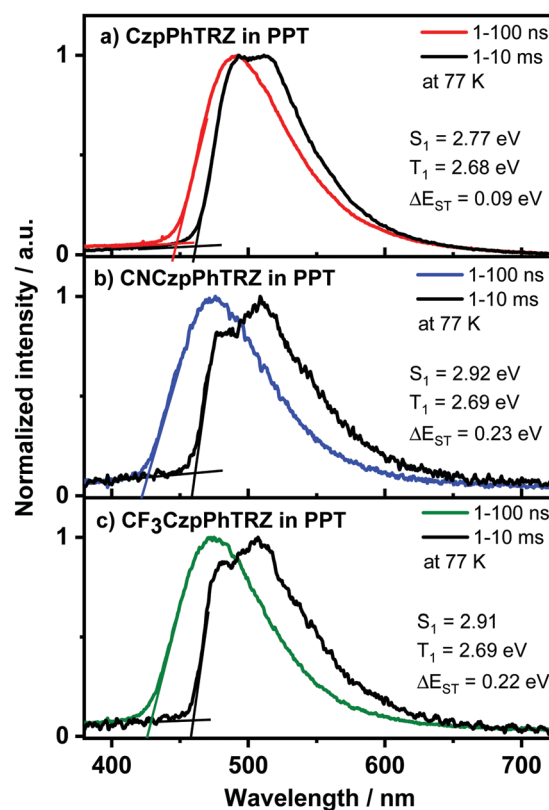 Normalized intensity / a.u.
a) CzpPhTRZ in PPT
1-100 ns
1-10 ms
at 77 K
S₁ = 2.77 eV
T₁ = 2.68 eV
ΔE_ST = 0.09 eV
1
0
b) CNCzpPhTRZ in PPT
1-100 ns
1-10 ms
at 77 K
S₁ = 2.92 eV
T₁ = 2.69 eV
ΔE_ST = 0.23 eV
1
0
c) CF₃CzpPhTRZ in PPT
1-100 ns
1-10 ms
at 77 K
S₁ = 2.91
T₁ = 2.69 eV
ΔE_ST = 0.22 eV
1
0
400 500 600 700
Wavelength / nm